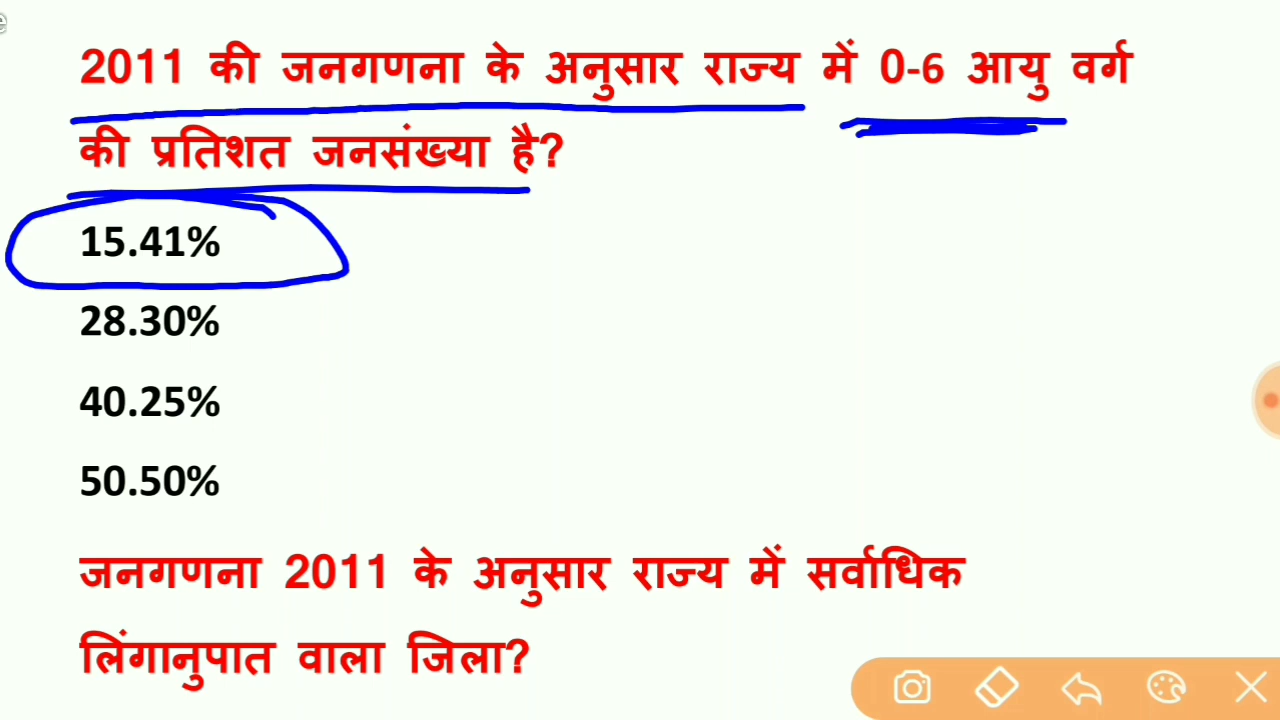 2011 की जनगणना के अनुसार राज्य में 0-6 आयु वर्ग
की प्रतिशत जनसंख्या है?
15.41%
28.30%
40.25%
50.50%
जनगणना 2011 के अनुसार राज्य में सर्वाधिक
लिंगानुपात वाला जिला?